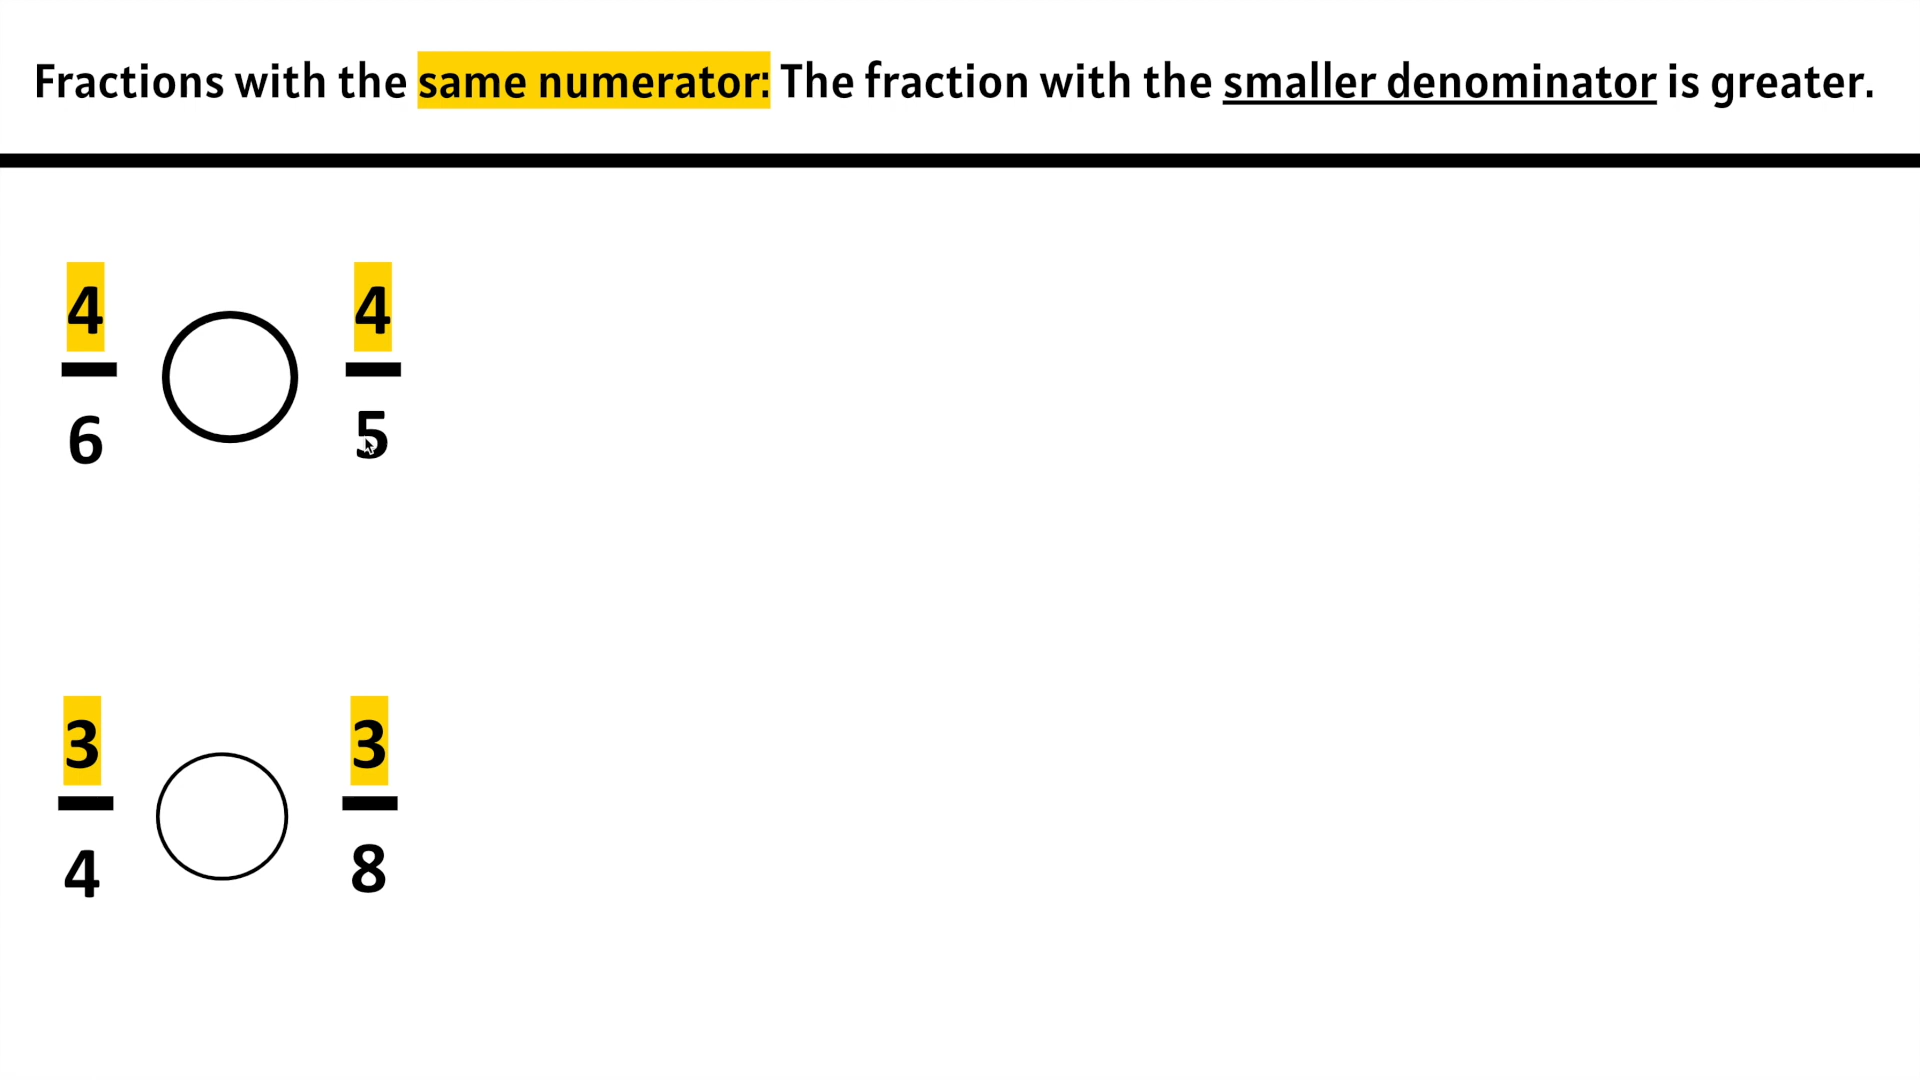 Fractions with the same numerator: The fraction with the smaller denominator is greater.
4 4
6 5
3 3
4 8